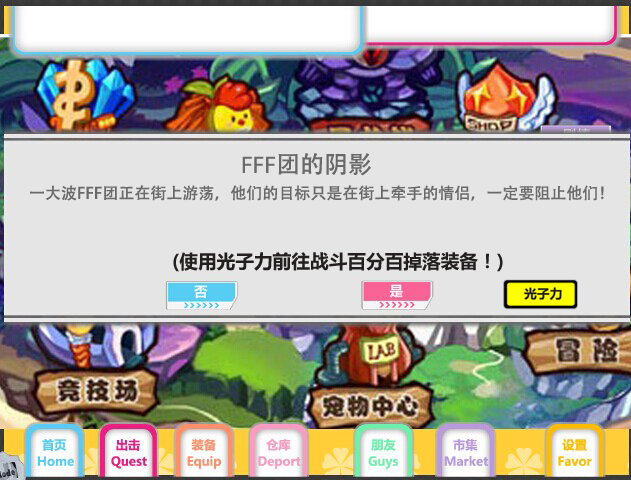 SHOP
FFF团的阴影
一大波FFF团正在街上游荡，他们的目标只是在街上牵手的情侣，一定要阻止他们！
(使用光子力前往战斗百分百掉落装备！)
否
是
光子力
LAB
冒险
竞技场
宠物中心
首页
Home
出击
Quest
装备
Equip
仓库
Deport
朋友
Guys
市集
Market
设置
Favor